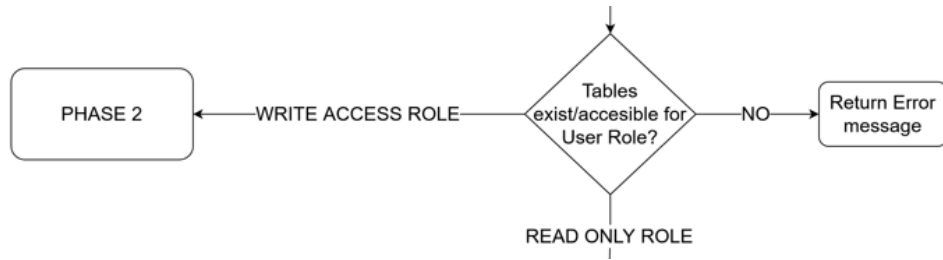 PHASE 2
WRITE ACCESS ROLE
Tables
exist/accesible for
User Role?
NO
Return Error
message
READ ONLY ROLE